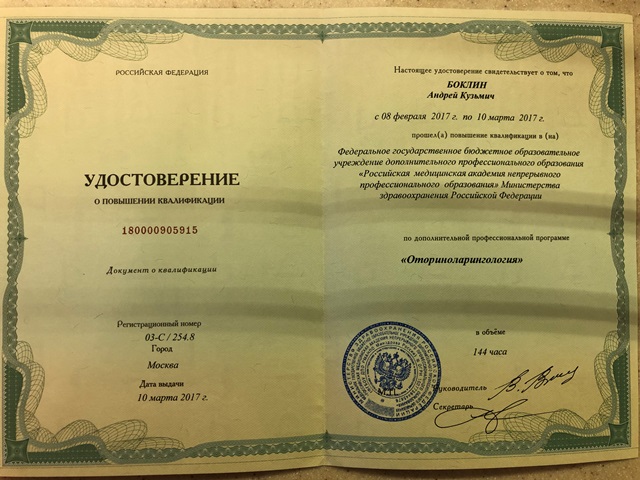 РОССИЙСКАЯ ФЕДЕРАЦИЯ
УДОСТОВЕРЕНИЕ
О ПОВЫШЕНИИ КВАЛИФИКАЦИИ
180000905915
Документ о квалификации
Регистрационный номер
03-С / 254.8
Город
Москва
Дата выдачи
10 марта 2017 г.
Настоящее удостоверение свидетельствует о том, что
БОКЛИН
Андрей Кузьмич
с 08 февраля 2017 г. по 10 марта 2017 г.
прошел(а) повышение квалификации в (на)
Федеральное государственное бюджетное образовательное
учреждение дополнительного профессионального образования
«Российская медицинская академия непрерывного
профессионального образования» Министерства
здравоохранения Российской Федерации
по дополнительной профессиональной программе
«Оториноларингология»
в объёме
144 часа
Руководитель
Секретарь